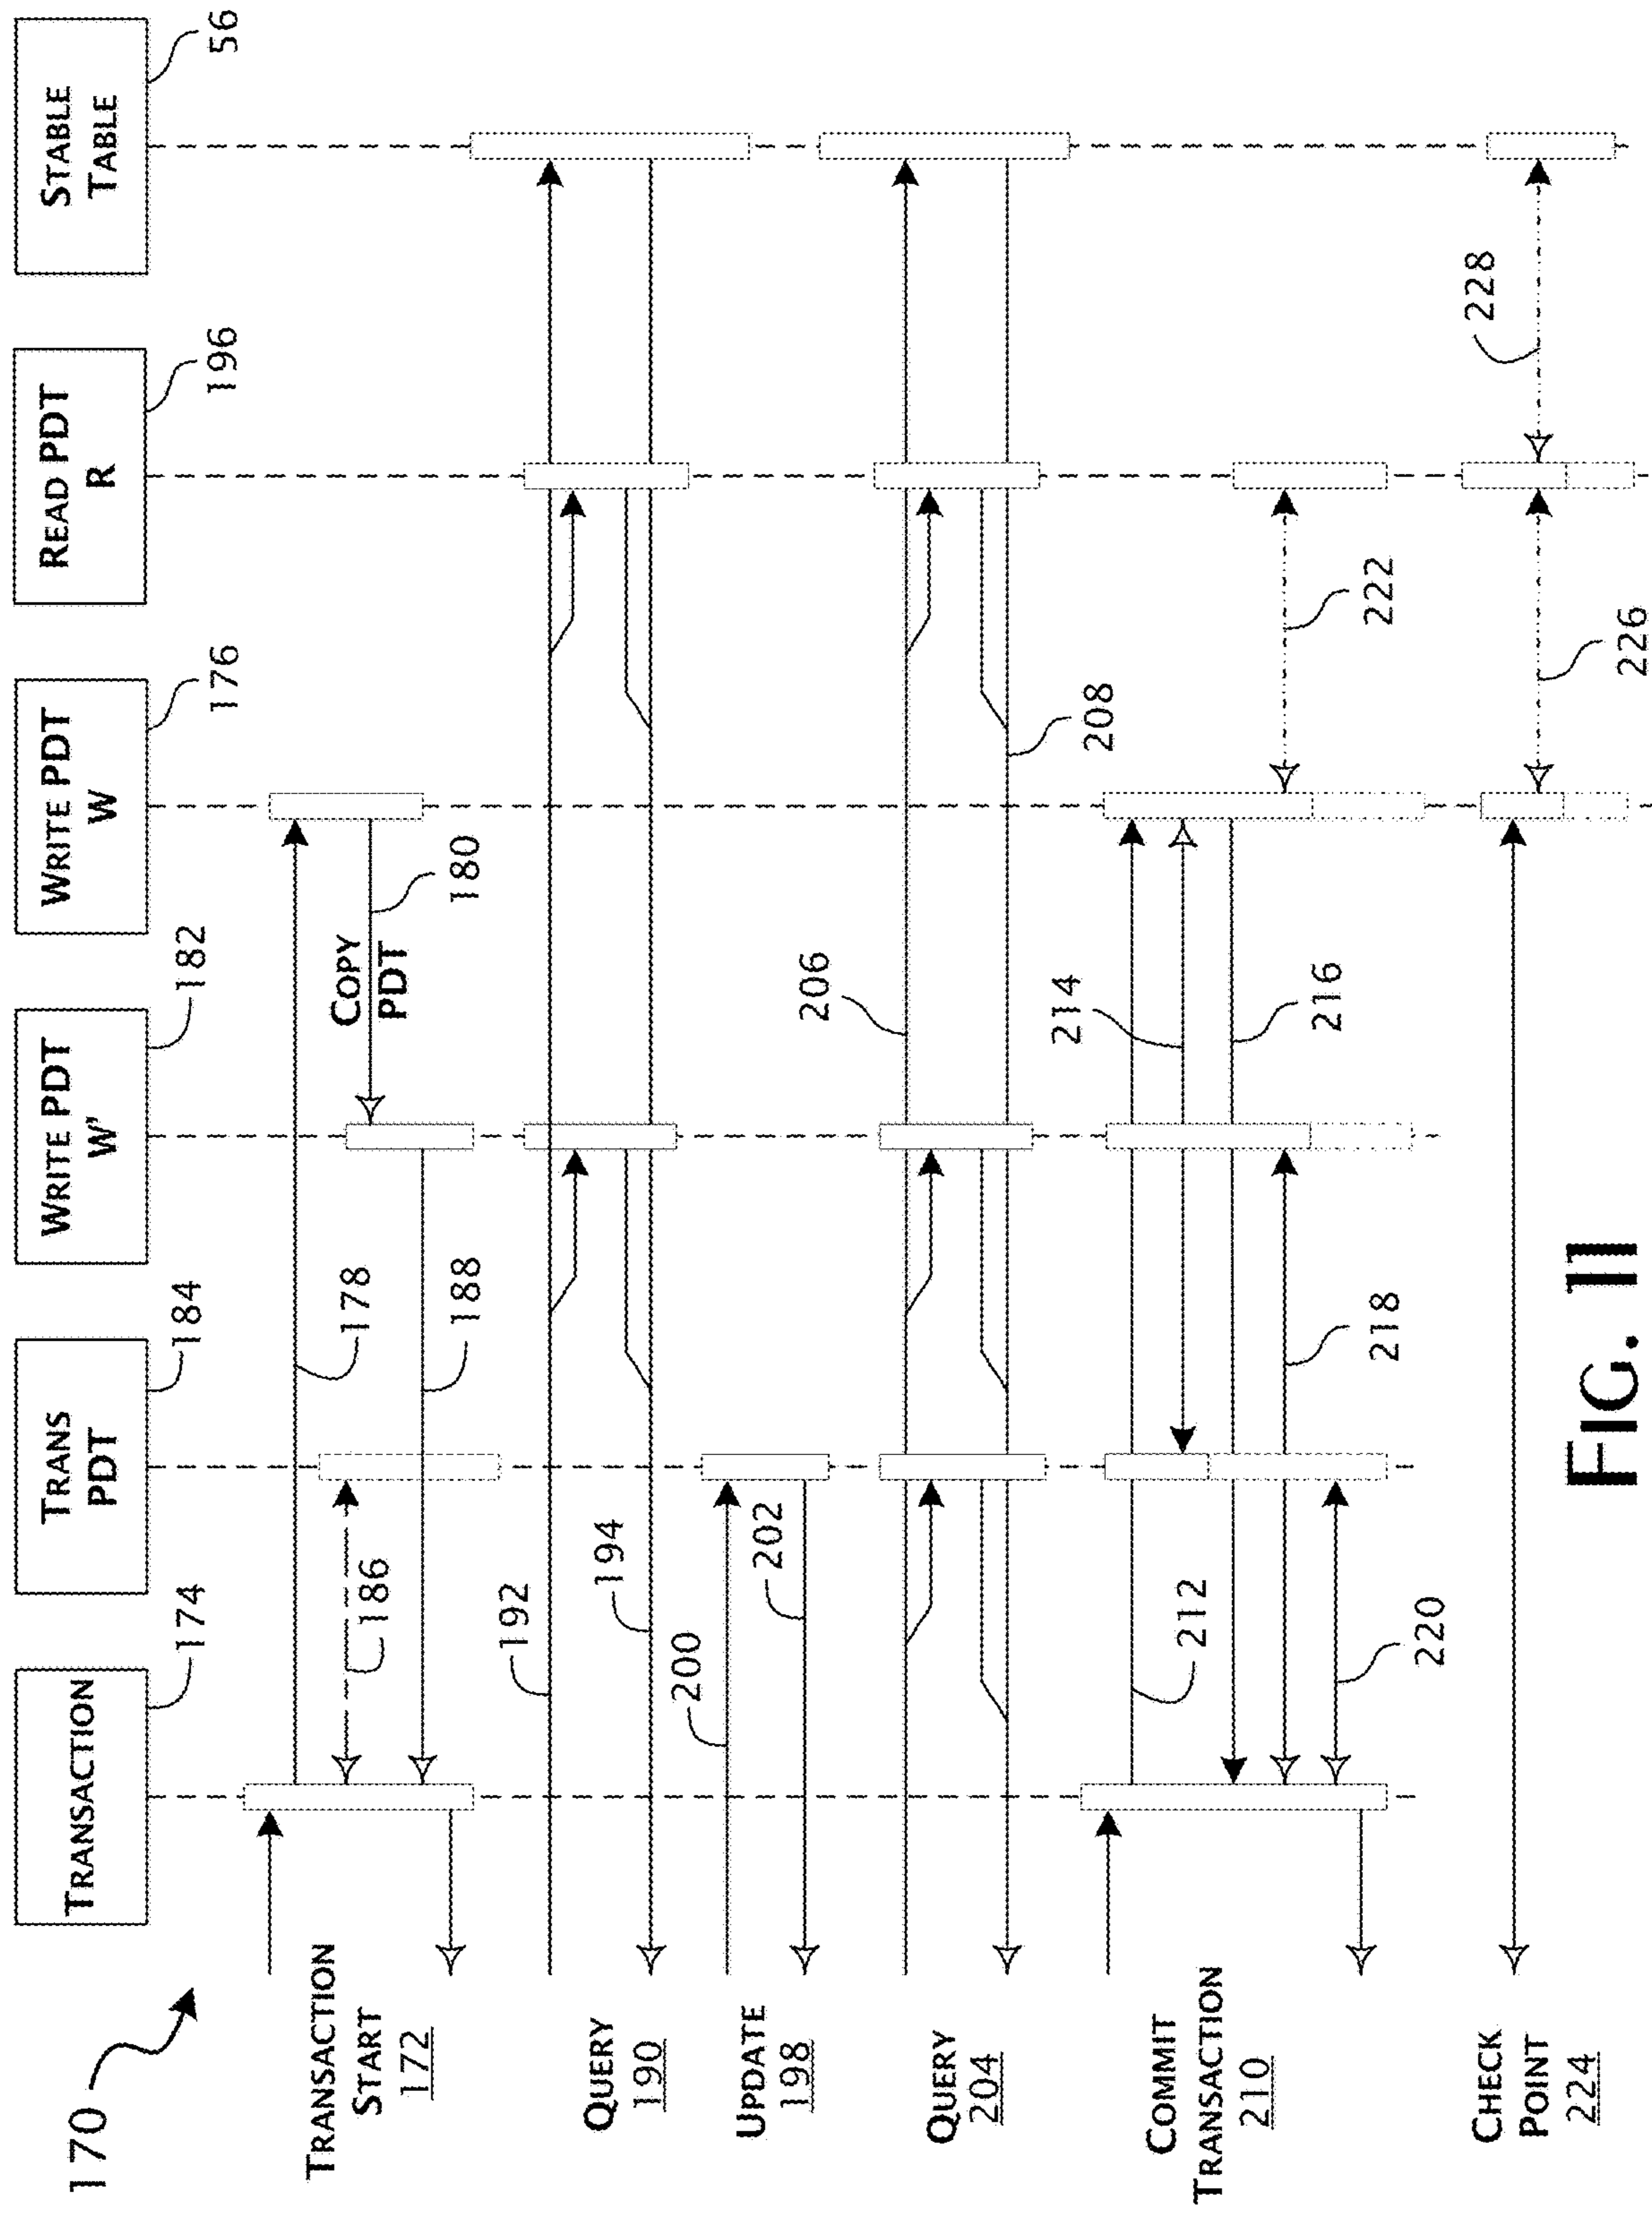 170
TRANSACTION
174
TRANS
PDT
184
WRITE PDT
W'
182
WRITE PDT
W
176
READ PDT
R
196
STABLE
TABLE
56
TRANSACTION
START
172
178
186
188
COPY
PDT
180
QUERY
190
192
194
UPDATE
198
200
202
QUERY
204
206
208
COMMIT
TRANSACTION
210
212
214
216
218
220
222
CHECK
POINT
224
226
228
FIG. 11